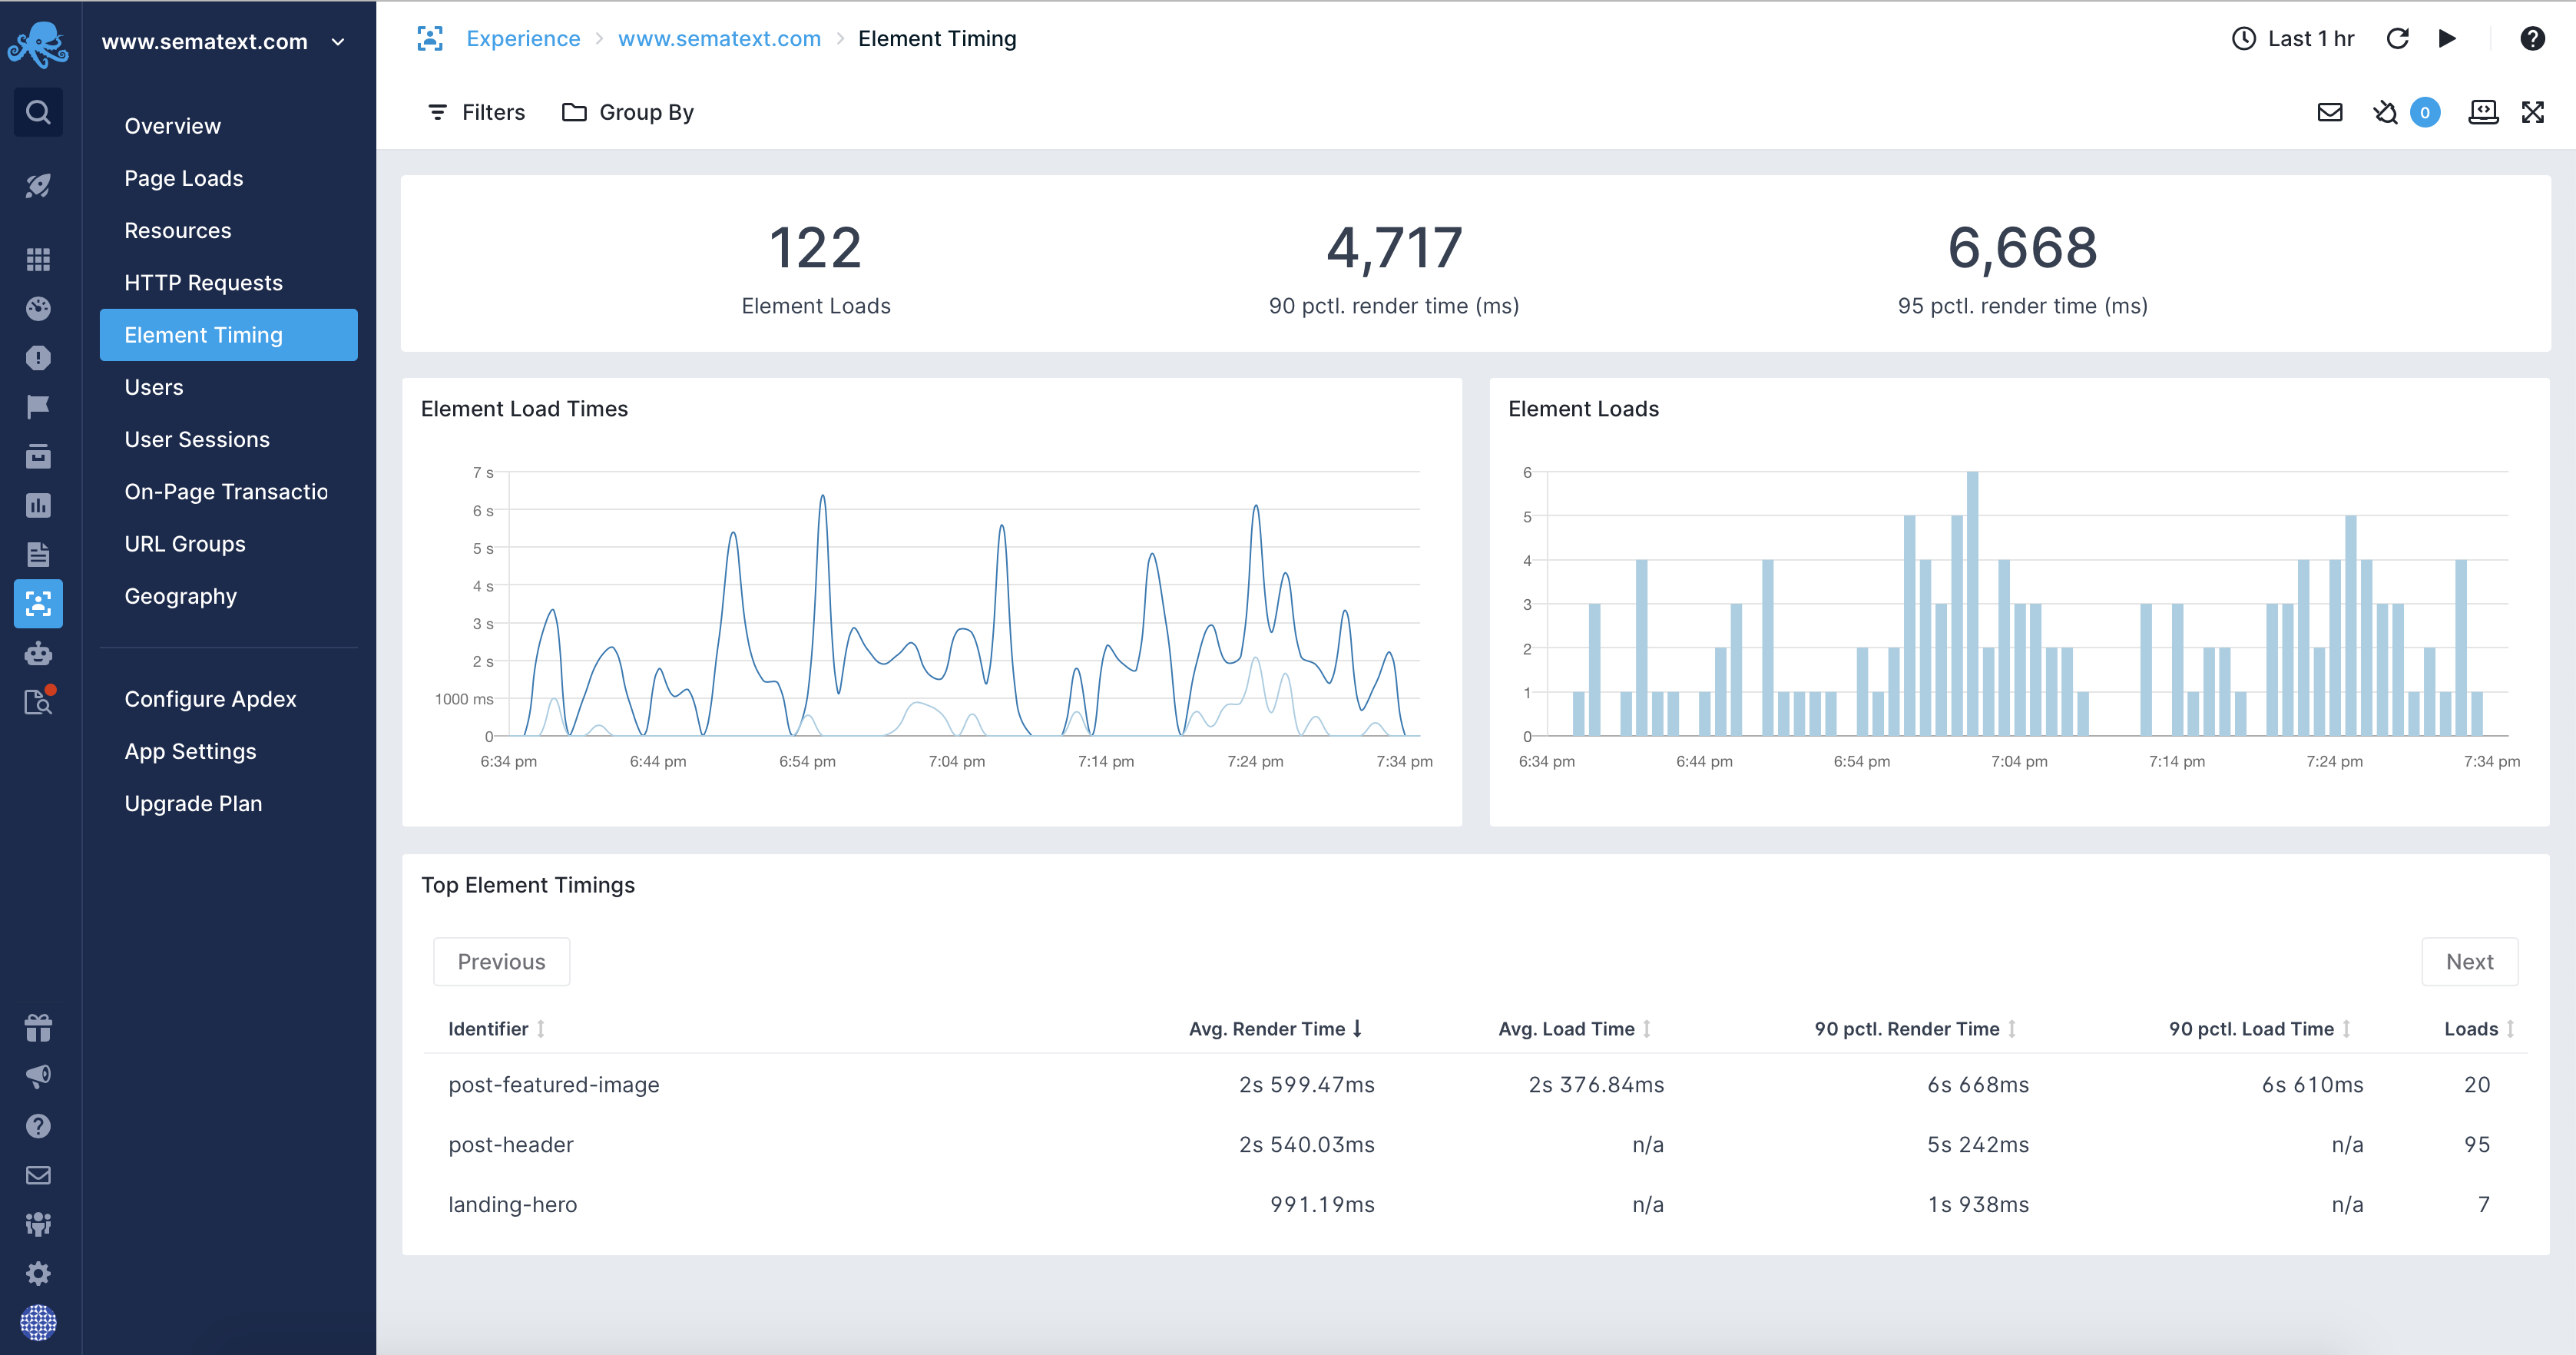 www.sematext.com
Overview
Page Loads
Resources
HTTP Requests
Element Timing
Users
User Sessions
On-Page Transactio
URL Groups
Geography
Configure Apdex
App Settings
Upgrade Plan
Experience > www.sematext.com > Element Timing
Last 1 hr
Filters Group By
0
122 4,717 6,668
Element Loads 90 pctl. render time (ms) 95 pctl. render time (ms)
Element Load Times
7 s
6 s
5 s
4 s
3 s
2 s
1000 ms
0
6:34 pm 6:44 pm 6:54 pm 7:04 pm 7:14 pm 7:24 pm 7:34 pm
Element Loads
6
5
4
3
2
1
0
6:34 pm 6:44 pm 6:54 pm 7:04 pm 7:14 pm 7:24 pm 7:34 pm
Top Element Timings
Previous Next
Identifier Avg. Render Time Avg. Load Time 90 pctl. Render Time 90 pctl. Load Time Loads
post-featured-image 2s 599.47ms 2s 376.84ms 6s 668ms 6s 610ms 20
post-header 2s 540.03ms n/a 5s 242ms n/a 95
landing-hero 991.19ms n/a 1s 938ms n/a 7